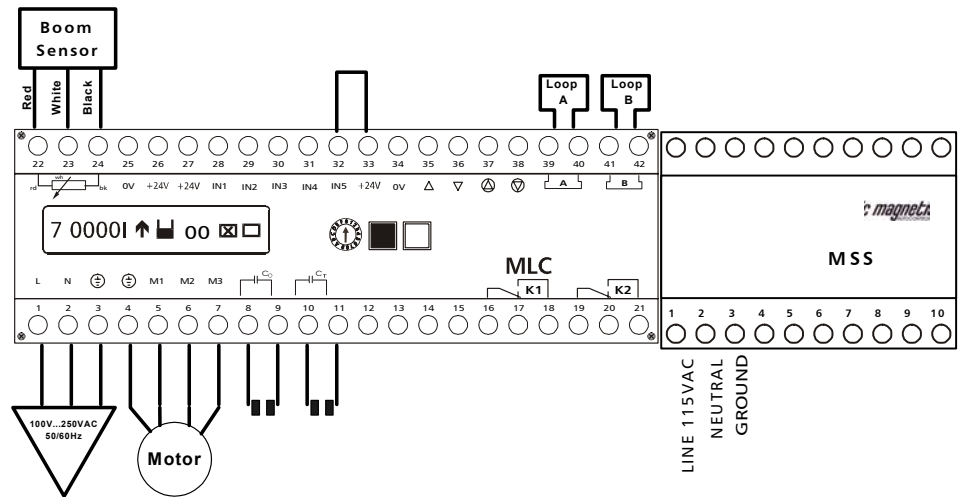 Boom
Sensor
Red White Black
Loop
A
Loop
B
22 23 24 25 26 27 28 29 30 31 32 33 34 35 36 37 38 39 40 41 42
rd wh bk 0V +24V +24V IN1 IN2 IN3 IN4 IN5 +24V 0V A B
7 00001 oo
magnetic
MSS
MLC
L N M1 M2 M3 CO CT K1 K2
1 2 3 4 5 6 7 8 9 10 11 12 13 14 15 16 17 18 19 20 21
1 2 3 4 5 6 7 8 9 10
LINE 115VAC
NEUTRAL
GROUND
100V...250VAC
50/60Hz
Motor